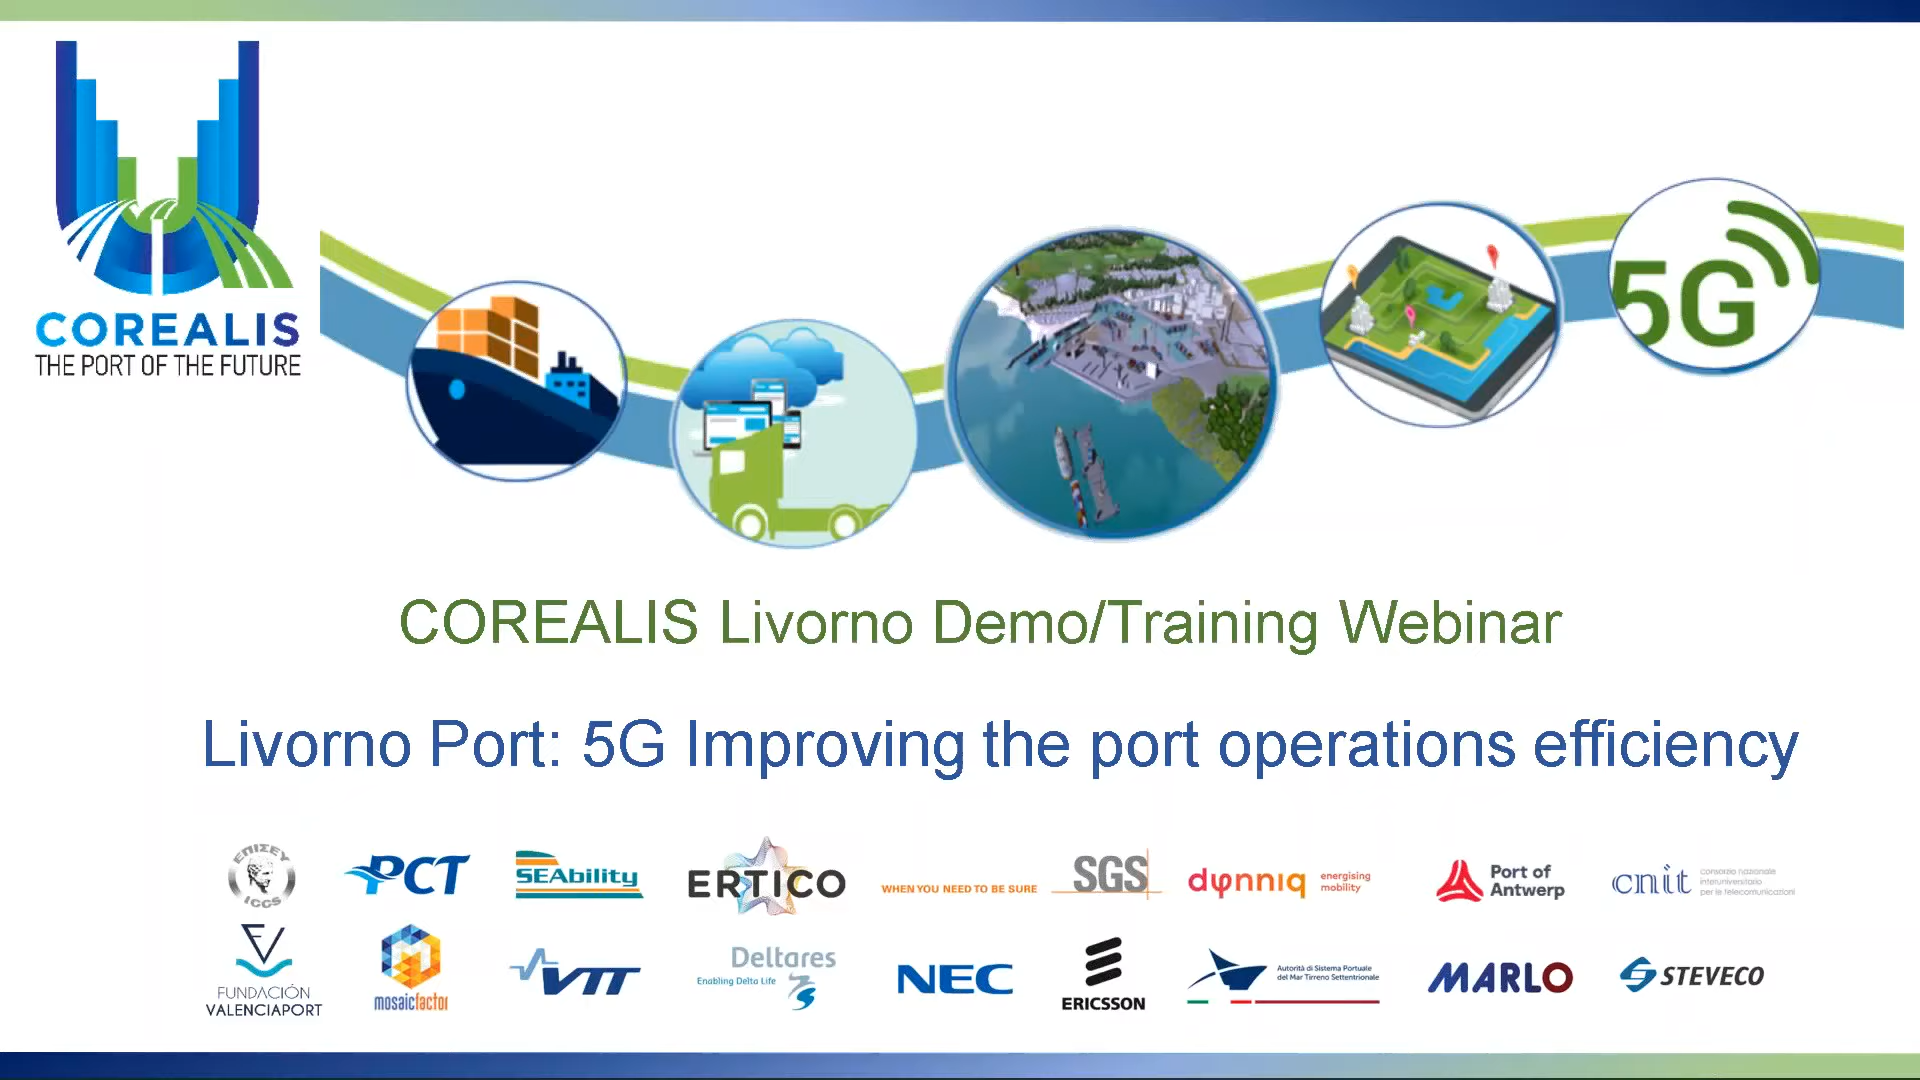 COREALIS
THE PORT OF THE FUTURE
5G
COREALIS Livorno Demo/Training Webinar
Livorno Port: 5G Improving the port operations efficiency
ΕΠΙΣΕΥ
ICCS
PCT
SEAbility
ERTICO
WHEN YOU NEED TO BE SURE
SGS
dynniq energising
mobility
Port of
Antwerp
cnit consorzio nazionale
interuniversitario
per le telecomunicazioni
FV
FUNDACIÓN
VALENCIAPORT
mosaicfactor
VTT
Deltares
Enabling Delta Life
NEC
ERICSSON
Autorità di Sistema Portuale
del Mar Tirreno Settentrionale
MARLO
STEVECO